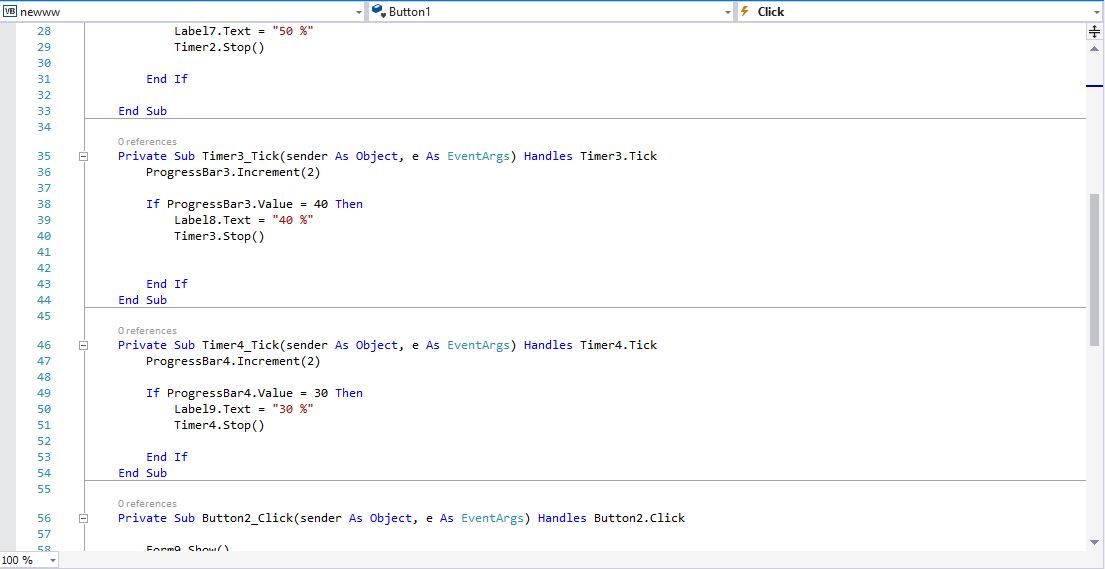 newww Button1 Click
28 Label7.Text = "50 %"
29 Timer2.Stop()
30
31 End If
32
33 End Sub
34
0 references
35 Private Sub Timer3_Tick(sender As Object, e As EventArgs) Handles Timer3.Tick
36 ProgressBar3.Increment(2)
37
38 If ProgressBar3.Value = 40 Then
39 Label8.Text = "40 %"
40 Timer3.Stop()
41
42
43 End If
44 End Sub
45
0 references
46 Private Sub Timer4_Tick(sender As Object, e As EventArgs) Handles Timer4.Tick
47 ProgressBar4.Increment(2)
48
49 If ProgressBar4.Value = 30 Then
50 Label9.Text = "30 %"
51 Timer4.Stop()
52
53 End If
54 End Sub
55
0 references
56 Private Sub Button2_Click(sender As Object, e As EventArgs) Handles Button2.Click
57
58 Form9.Show()
100 %